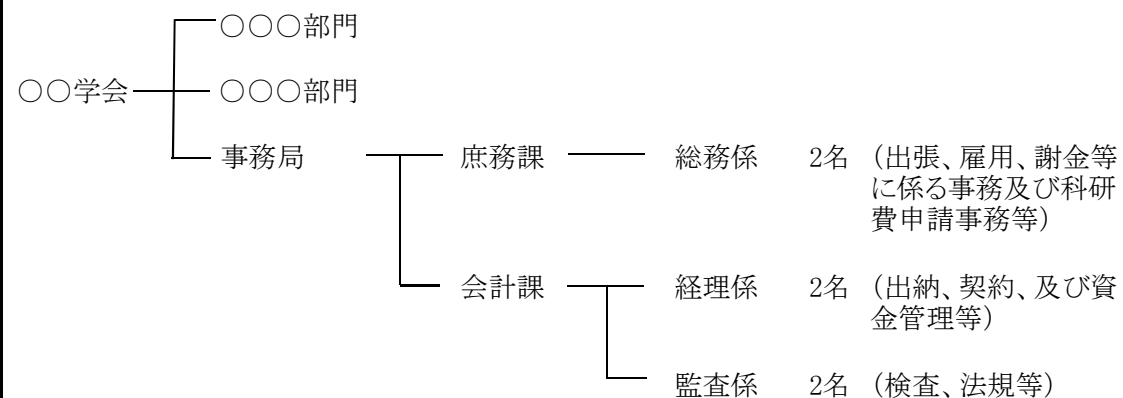 ○○○部門
○○学会 ○○○部門
事務局 庶務課 総務係 2名 （出張、雇用、謝金等
に係る事務及び科研
費申請事務等）
会計課 経理係 2名 （出納、契約、及び資
金管理等）
監査係 2名 （検査、法規等）